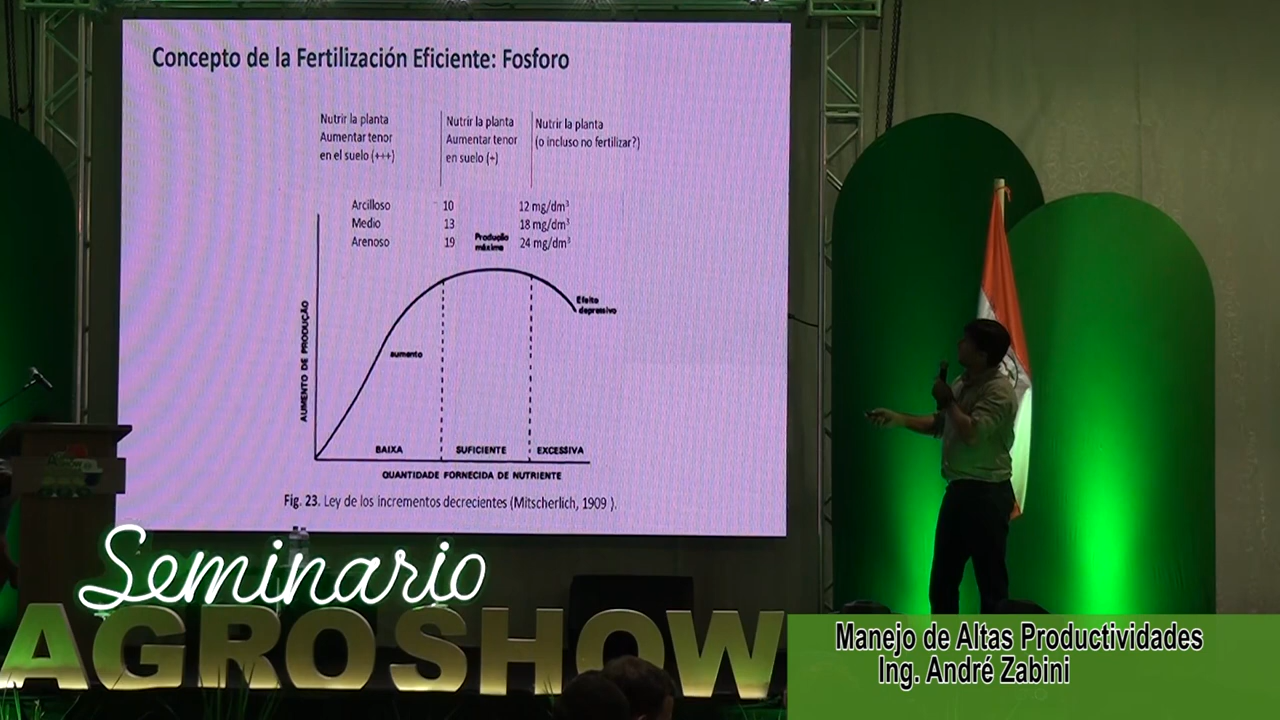 Concepto de la Fertilización Eficiente: Fosforo
Nutrir la planta
Aumentar tenor
en el suelo (+++)
Nutrir la planta
Aumentar tenor
en suelo (+)
Nutrir la planta
(o incluso no fertilizar?)
Arcilloso 10 12 mg/dm³
Medio 13 18 mg/dm³
Arenoso 19 24 mg/dm³
Produção
máxima
Efeito
depressivo
aumento
AUMENTO DE PRODUÇÃO
BAIXA SUFICIENTE EXCESSIVA
QUANTIDADE FORNECIDA DE NUTRIENTE
Fig. 23. Ley de los incrementos decrecientes (Mitscherlich, 1909 ).
Seminario
AGROSHOW
Manejo de Altas Productividades
Ing. André Zabini